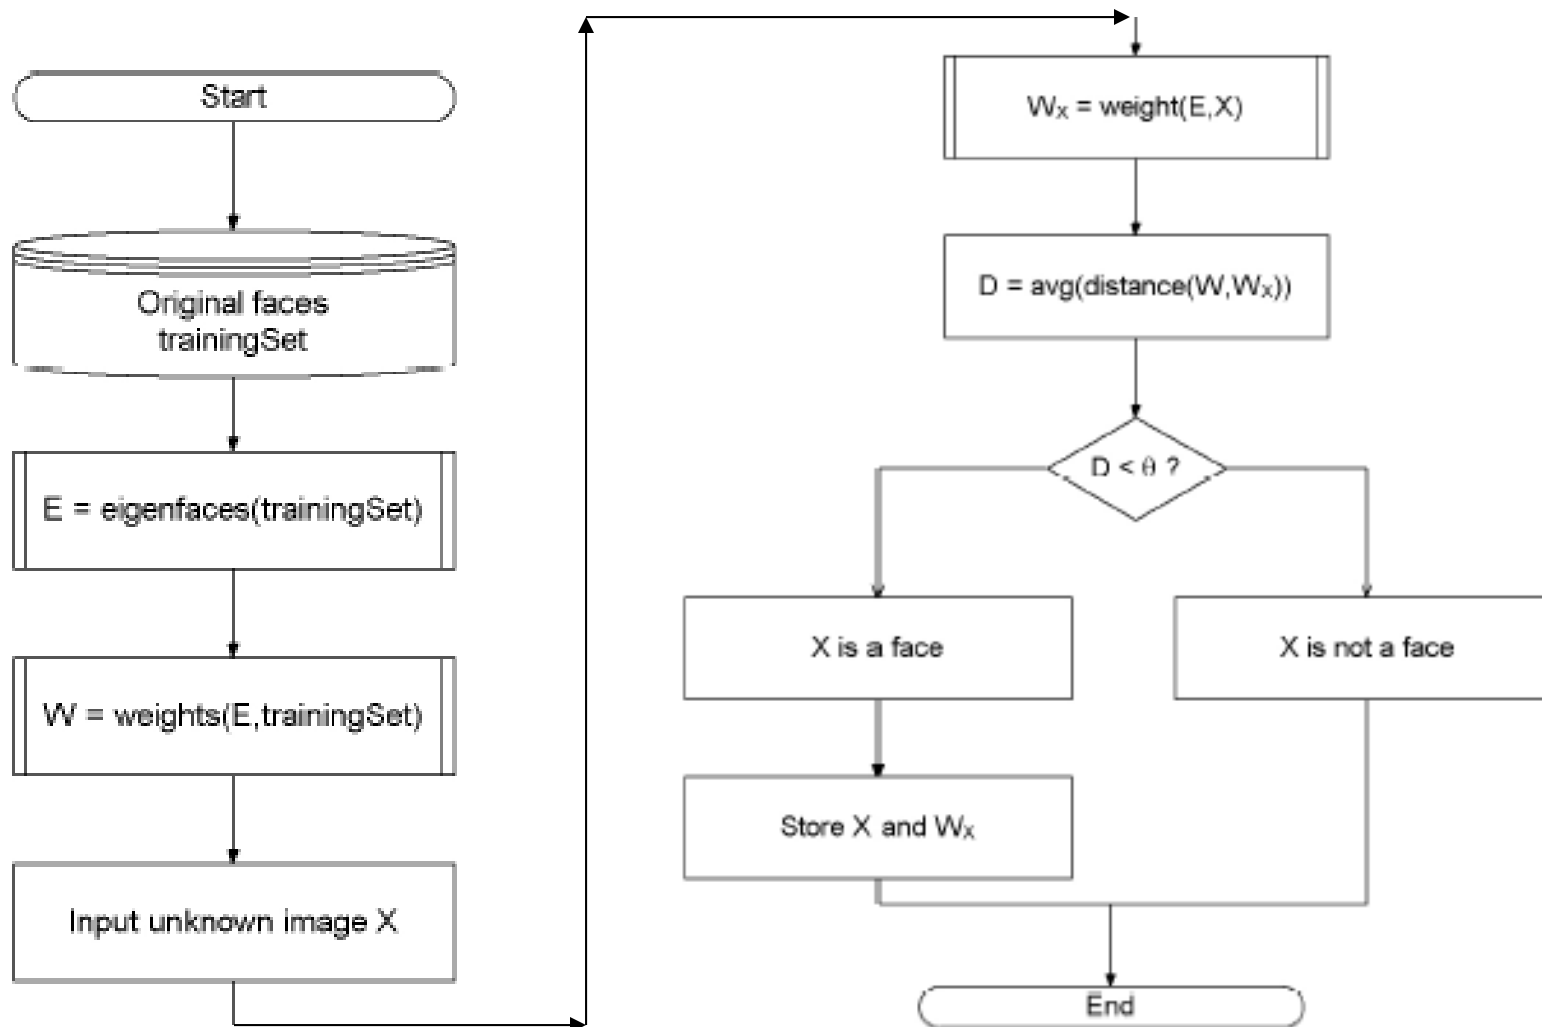 Start
Original faces
trainingSet
E = eigenfaces(trainingSet)
W = weights(E,trainingSet)
Input unknown image X
Wₓ = weight(E,X)
D = avg(distance(W,Wₓ))
D < θ ?
X is a face
X is not a face
Store X and Wₓ
End